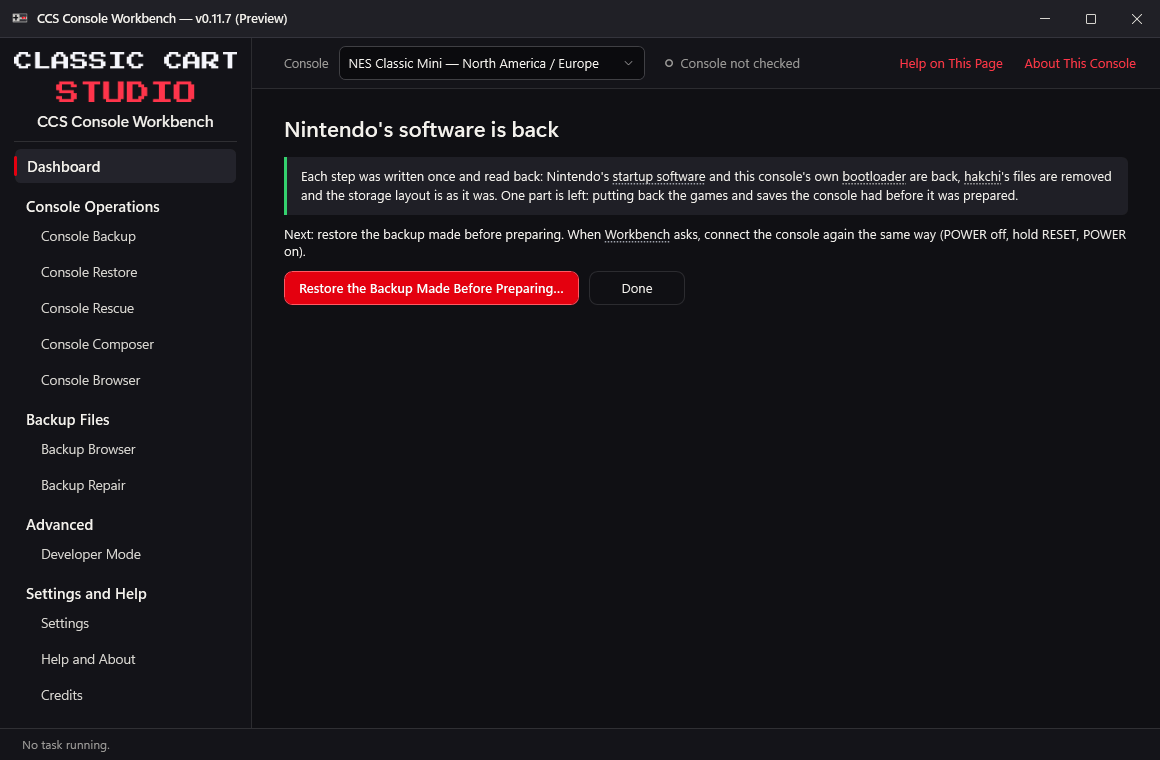 CCS Console Workbench — v0.11.7 (Preview)
CLASSIC CART
STUDIO
CCS Console Workbench
Dashboard
Console Operations
Console Backup
Console Restore
Console Rescue
Console Composer
Console Browser
Backup Files
Backup Browser
Backup Repair
Advanced
Developer Mode
Settings and Help
Settings
Help and About
Credits
Console
NES Classic Mini — North America / Europe
Console not checked
Help on This Page
About This Console
Nintendo's software is back
Each step was written once and read back: Nintendo's startup software and this console's own bootloader are back, hakchi's files are removed
and the storage layout is as it was. One part is left: putting back the games and saves the console had before it was prepared.
Next: restore the backup made before preparing. When Workbench asks, connect the console again the same way (POWER off, hold RESET, POWER
on).
Restore the Backup Made Before Preparing...
Done
No task running.